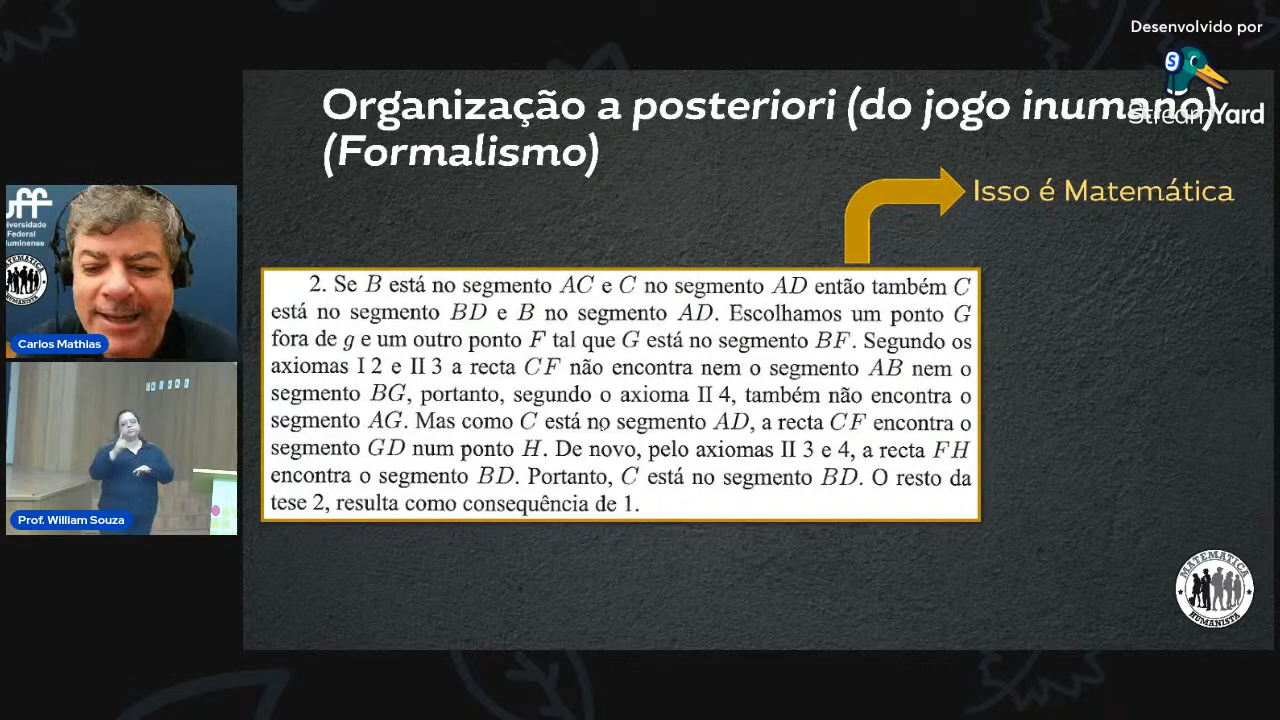 Desenvolvido por
StreamYard
Organização a posteriori (do jogo inumano)
(Formalismo)
Isso é Matemática
2. Se B está no segmento AC e C no segmento AD então também C
está no segmento BD e B no segmento AD. Escolhamos um ponto G
fora de g e um outro ponto F tal que G está no segmento BF. Segundo os
axiomas I 2 e II 3 a recta CF não encontra nem o segmento AB nem o
segmento BG, portanto, segundo o axioma II 4, também não encontra o
segmento AG. Mas como C está no segmento AD, a recta CF encontra o
segmento GD num ponto H. De novo, pelo axiomas II 3 e 4, a recta FH
encontra o segmento BD. Portanto, C está no segmento BD. O resto da
tese 2, resulta como consequência de 1.
uff
Universidade
Federal
Fluminense
MATEMÁTICA
HUMANISTA
Carlos Mathias
Prof. William Souza
MATEMÁTICA
HUMANISTA